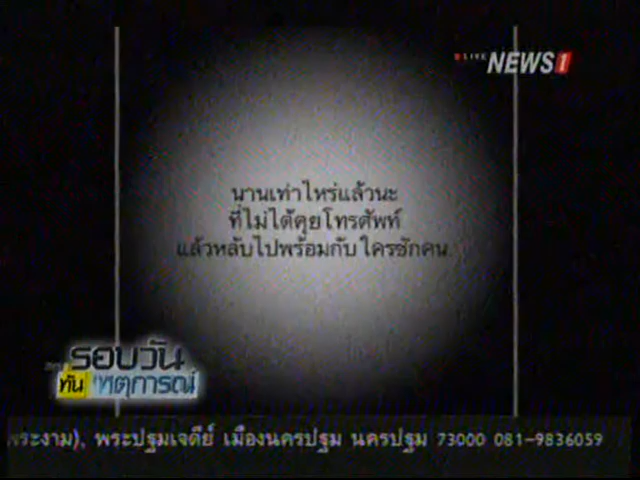 LIVE NEWS1
นานเท่าไหร่แล้วนะ
ที่ไม่ได้คุยโทรศัพท์
แล้วหลับไปพร้อมกับ ใครซักคน
รอบวัน
ทัน เหตุการณ์
พระงาม), พระปฐมเจดีย์ เมืองนครปฐม นครปฐม 73000 081-9836059